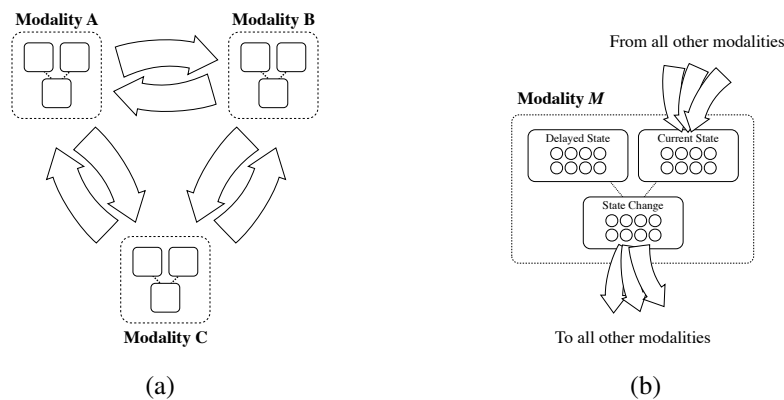 Modality A
Modality B
Modality C
(a)
From all other modalities
Modality M
Delayed State
Current State
State Change
To all other modalities
(b)